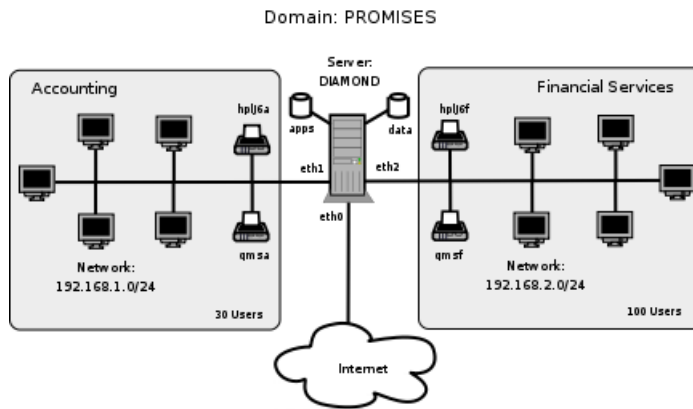 Domain: PROMISES
Server:
DIAMOND
Accounting
Financial Services
hplj6a
apps
data
hplj6f
eth1
eth2
eth0
qmsa
qmsf
Network:
192.168.1.0/24
Network:
192.168.2.0/24
30 Users
100 Users
Internet